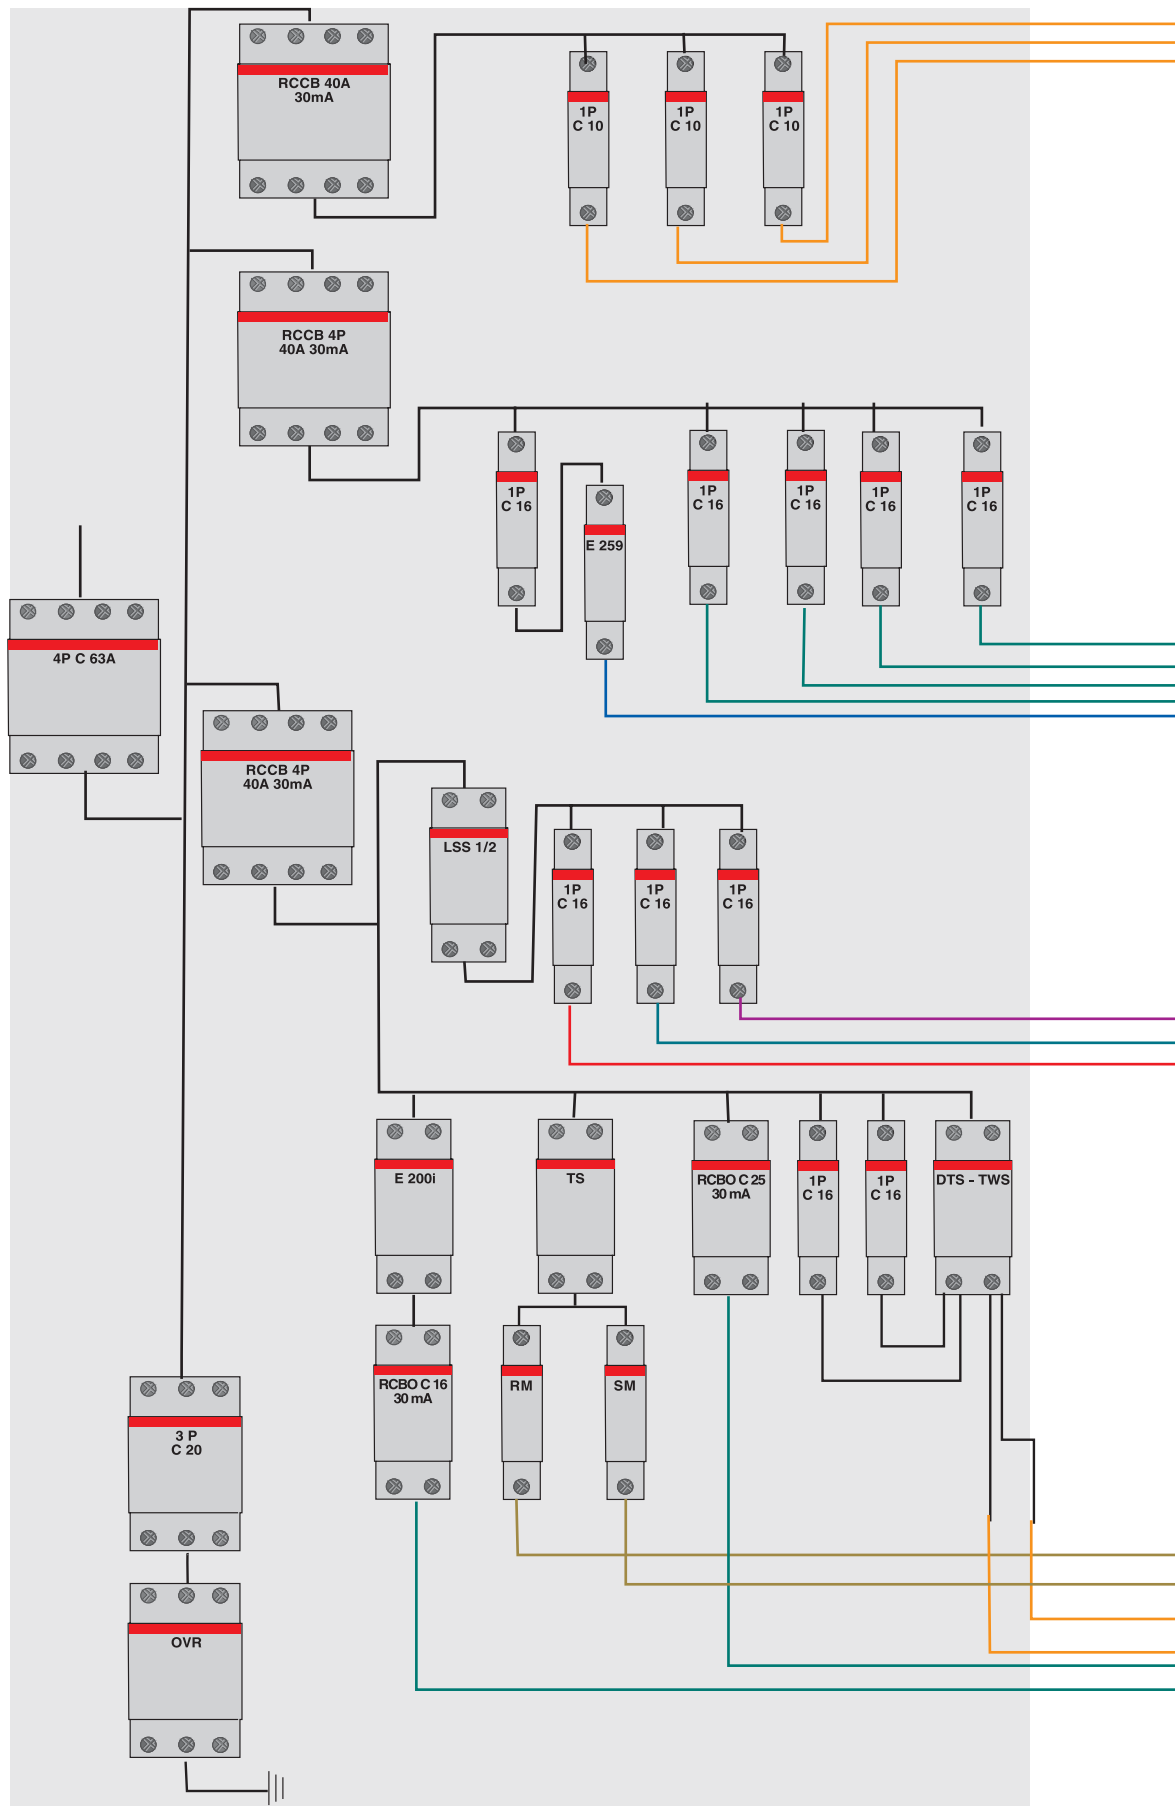 RCCB 40A
30mA
1P
C 10
1P
C 10
1P
C 10
RCCB 4P
40A 30mA
1P
C 16
E 259
1P
C 16
1P
C 16
1P
C 16
1P
C 16
4P C 63A
RCCB 4P
40A 30mA
LSS 1/2
1P
C 16
1P
C 16
1P
C 16
E 200i
TS
RCBO C 25
30 mA
1P
C 16
1P
C 16
DTS - TWS
RCBO C 16
30 mA
RM
SM
3 P
C 20
OVR